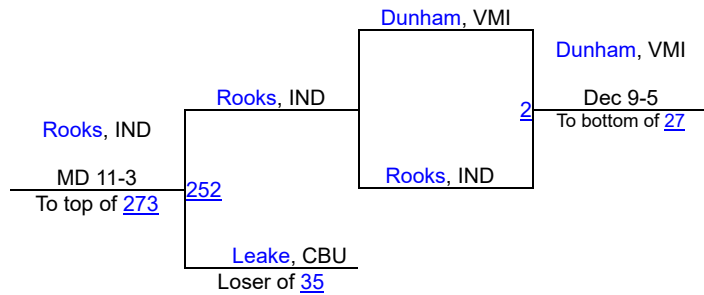 Dunham, VMI
Dunham, VMI
Rooks, IND
2
Dec 9-5
To bottom of 27
Rooks, IND
MD 11-3
252
Rooks, IND
To top of 273
Leake, CBU
Loser of 35